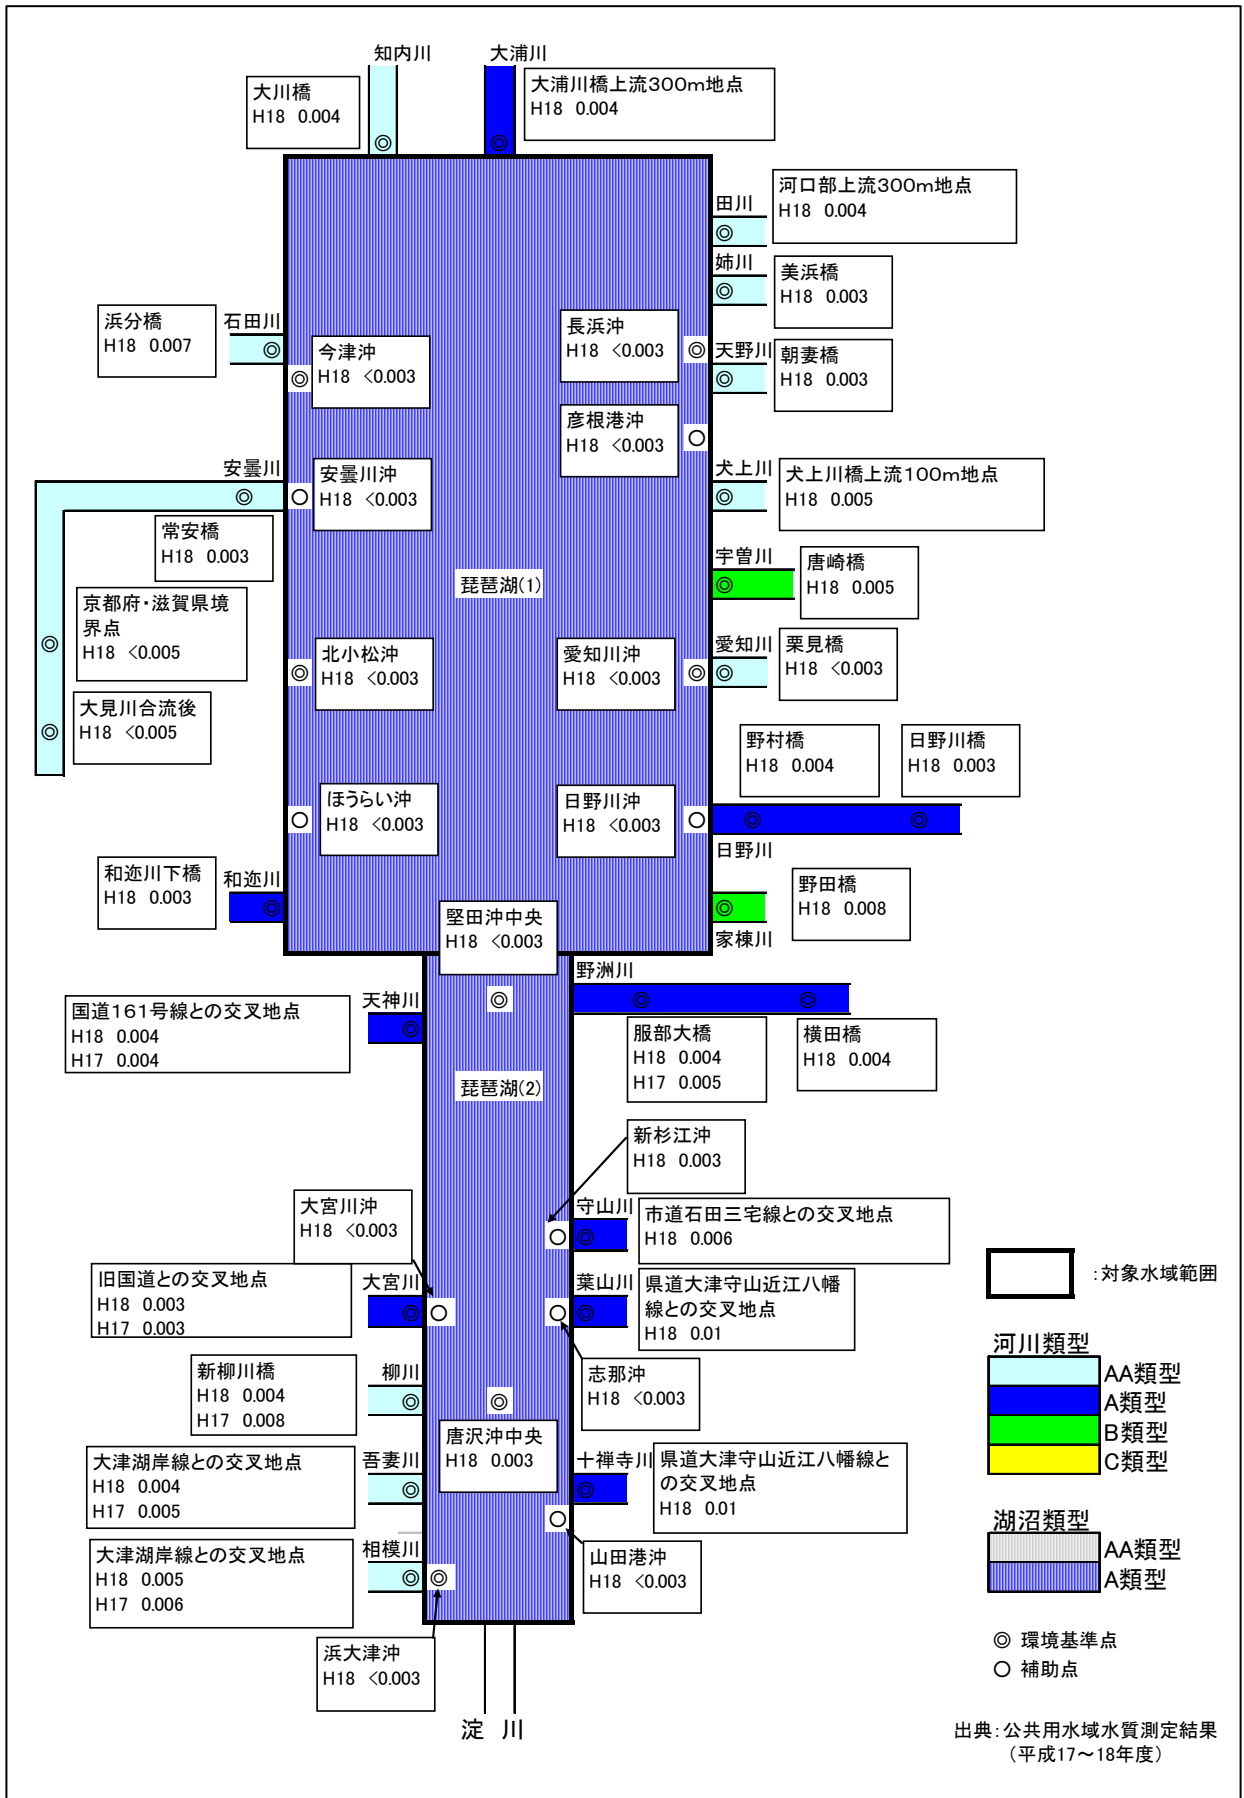 知内川
大浦川
大川橋
H18 0.004
大浦川橋上流300m地点
H18 0.004
田川
河口部上流300m地点
H18 0.004
姉川
美浜橋
H18 0.003
浜分橋
H18 0.007
石田川
今津沖
H18 <0.003
長浜沖
H18 <0.003
天野川
朝妻橋
H18 0.003
彦根港沖
H18 <0.003
安曇川
安曇川沖
H18 <0.003
犬上川
犬上川橋上流100m地点
H18 0.005
常安橋
H18 0.003
宇曽川
唐崎橋
H18 0.005
琵琶湖(1)
京都府・滋賀県境
界点
H18 <0.005
北小松沖
H18 <0.003
愛知川沖
H18 <0.003
愛知川
栗見橋
H18 <0.003
大見川合流後
H18 <0.005
野村橋
H18 0.004
日野川橋
H18 0.003
ほうらい沖
H18 <0.003
日野川沖
H18 <0.003
日野川
和迩川下橋
H18 0.003
和迩川
野田橋
H18 0.008
家棟川
堅田沖中央
H18 <0.003
野洲川
国道161号線との交叉地点
H18 0.004
H17 0.004
天神川
服部大橋
H18 0.004
H17 0.005
横田橋
H18 0.004
琵琶湖(2)
新杉江沖
H18 0.003
大宮川沖
H18 <0.003
守山川
市道石田三宅線との交叉地点
H18 0.006
旧国道との交叉地点
H18 0.003
H17 0.003
大宮川
葉山川
県道大津守山近江八幡
線との交叉地点
H18 0.01
:対象水域範囲
新柳川橋
H18 0.004
H17 0.008
柳川
志那沖
H18 <0.003
河川類型
AA類型
A類型
B類型
C類型
唐沢沖中央
H18 0.003
大津湖岸線との交叉地点
H18 0.004
H17 0.005
吾妻川
十禅寺川
県道大津守山近江八幡線と
の交叉地点
H18 0.01
湖沼類型
AA類型
A類型
大津湖岸線との交叉地点
H18 0.005
H17 0.006
相模川
山田港沖
H18 <0.003
浜大津沖
H18 <0.003
◎ 環境基準点
○ 補助点
淀 川
出典:公共用水域水質測定結果
(平成17~18年度)